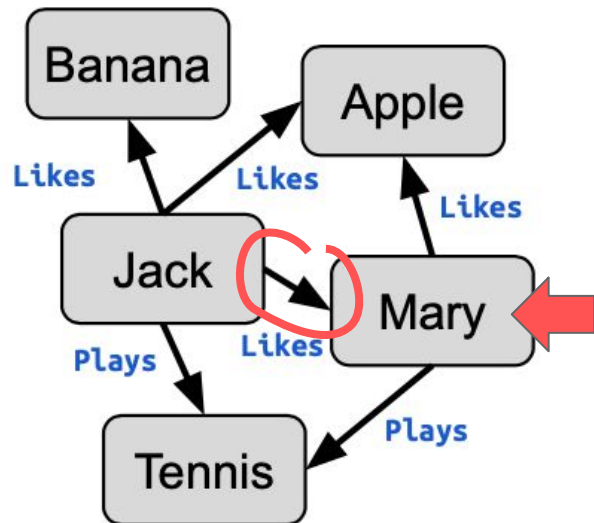 Banana
Apple
Likes
Likes
Likes
Jack
Mary
Likes
Plays
Plays
Tennis